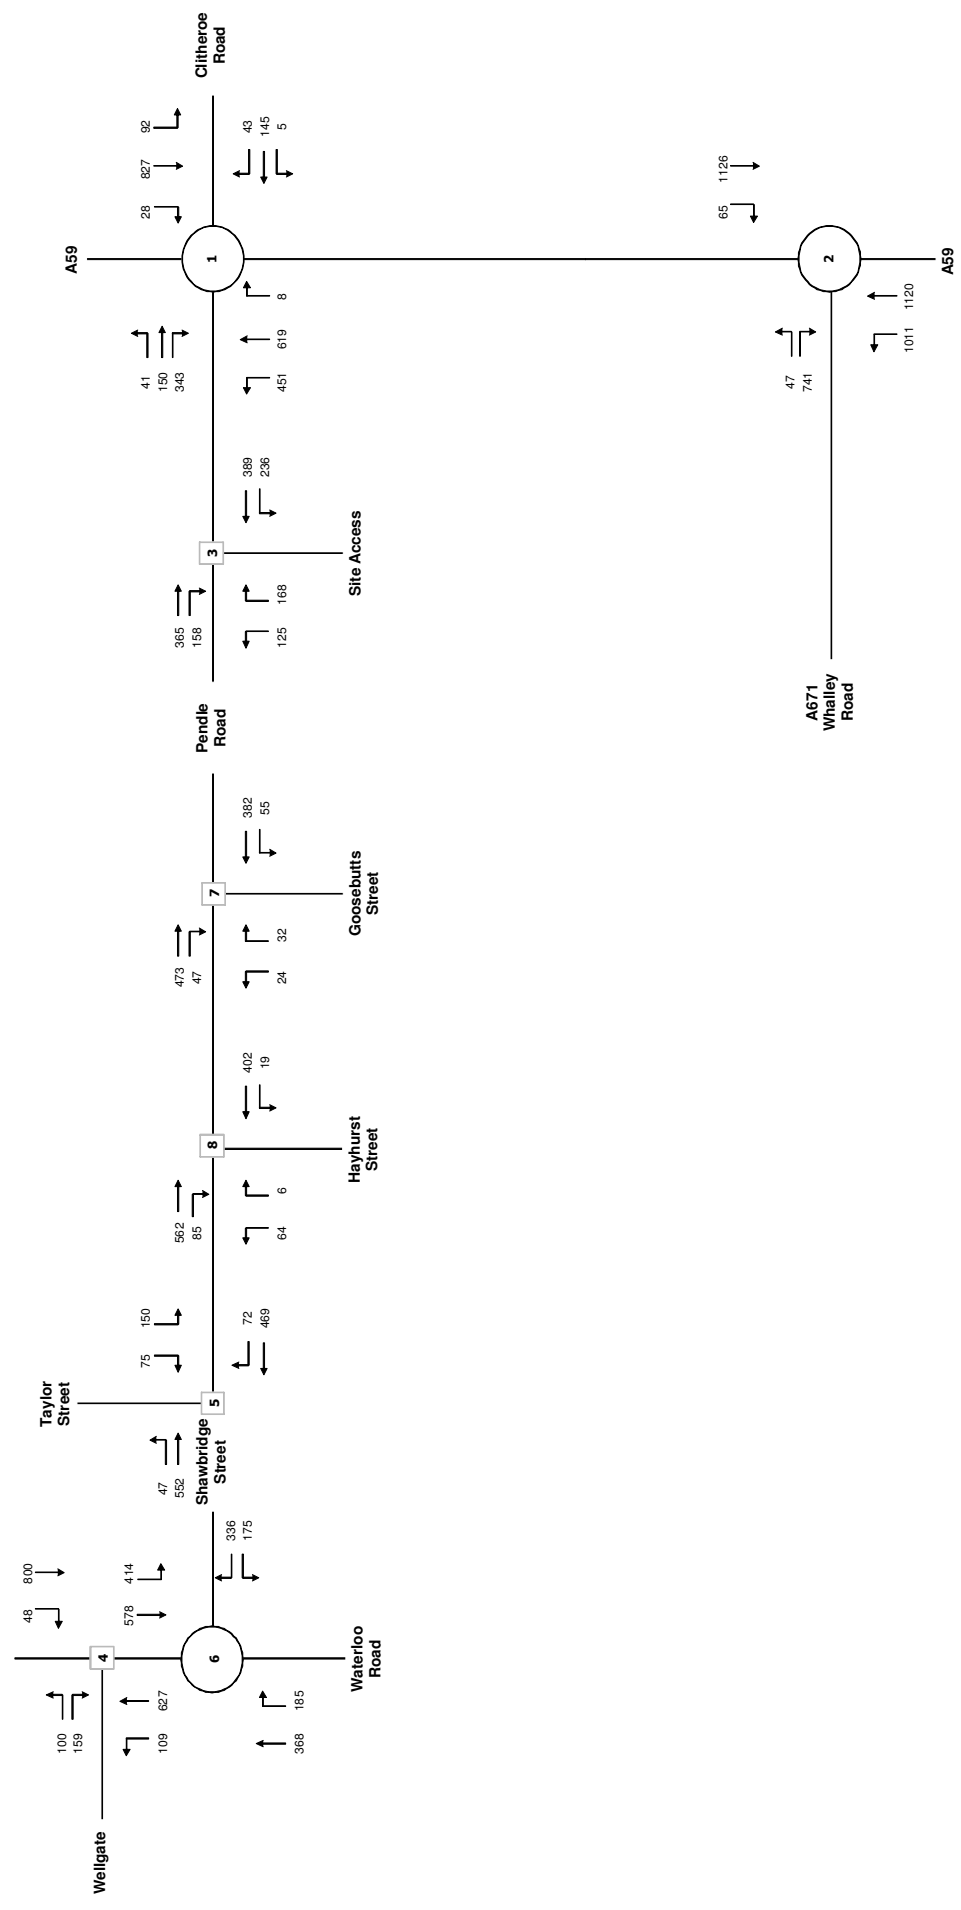 Clitheroe
Road
92
827
28
43
145
5
A59
1
41
150
343
8
619
451
1126
65
2
A59
47
741
1120
1011
389
236
3
Site Access
365
158
168
125
A671
Whalley
Road
Pendle
Road
382
55
7
Goosebutts
Street
473
47
32
24
402
19
8
Hayhurst
Street
562
85
6
64
150
75
72
469
Taylor
Street
5
47
552
Shawbridge
Street
336
175
800
48
414
578
4
6
Waterloo
Road
100
159
627
109
185
368
Wellgate